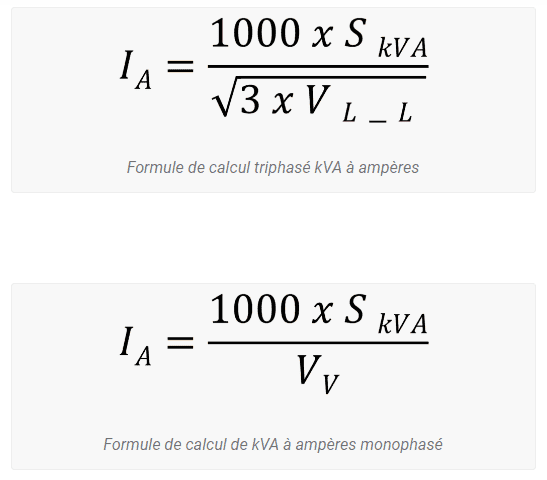 I_A = \frac{1000 x S_{kVA}}{\sqrt{3 x V_{L_L}}}
Formule de calcul triphasé kVA à ampères
I_A = \frac{1000 x S_{kVA}}{V_V}
Formule de calcul de kVA à ampères monophasé